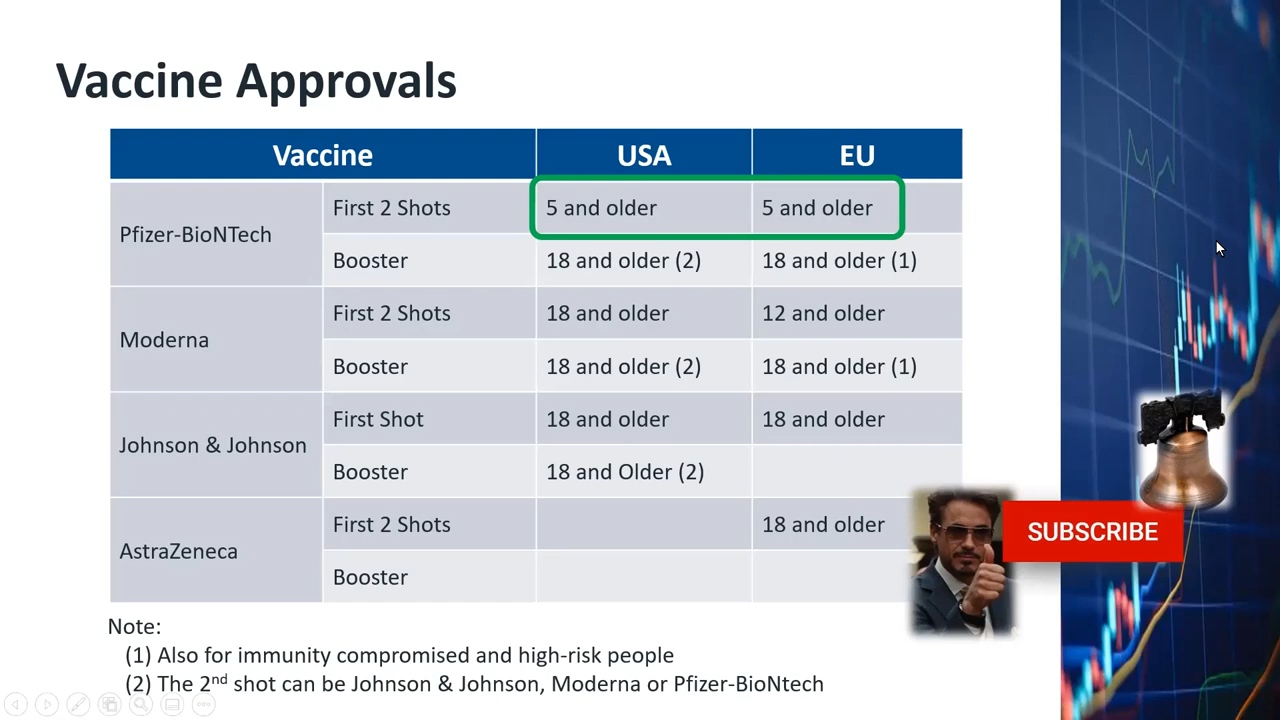 Vaccine Approvals
Vaccine USA EU
Pfizer-BioNTech First 2 Shots 5 and older 5 and older
Booster 18 and older (2) 18 and older (1)
Moderna First 2 Shots 18 and older 12 and older
Booster 18 and older (2) 18 and older (1)
Johnson & Johnson First Shot 18 and older 18 and older
Booster 18 and Older (2)
AstraZeneca First 2 Shots 18 and older
Booster
SUBSCRIBE
Note:
(1) Also for immunity compromised and high-risk people
(2) The 2nd shot can be Johnson & Johnson, Moderna or Pfizer-BioNtech